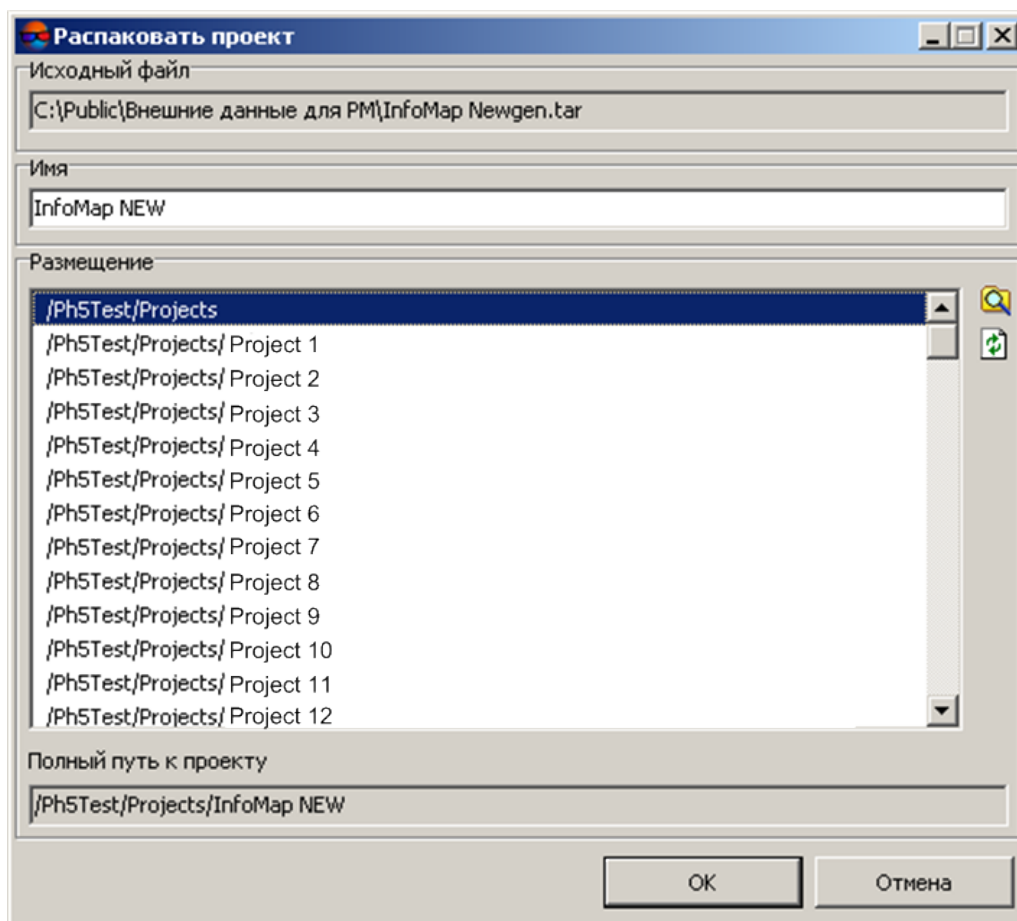 Распаковать проект
Исходный файл
C:\Public\Внешние данные для PM\InfoMap Newgen.tar
Имя
InfoMap NEW
Размещение
/Ph5Test/Projects
/Ph5Test/Projects/ Project 1
/Ph5Test/Projects/ Project 2
/Ph5Test/Projects/ Project 3
/Ph5Test/Projects/ Project 4
/Ph5Test/Projects/ Project 5
/Ph5Test/Projects/ Project 6
/Ph5Test/Projects/ Project 7
/Ph5Test/Projects/ Project 8
/Ph5Test/Projects/ Project 9
/Ph5Test/Projects/ Project 10
/Ph5Test/Projects/ Project 11
/Ph5Test/Projects/ Project 12
Полный путь к проекту
/Ph5Test/Projects/InfoMap NEW
OK Отмена